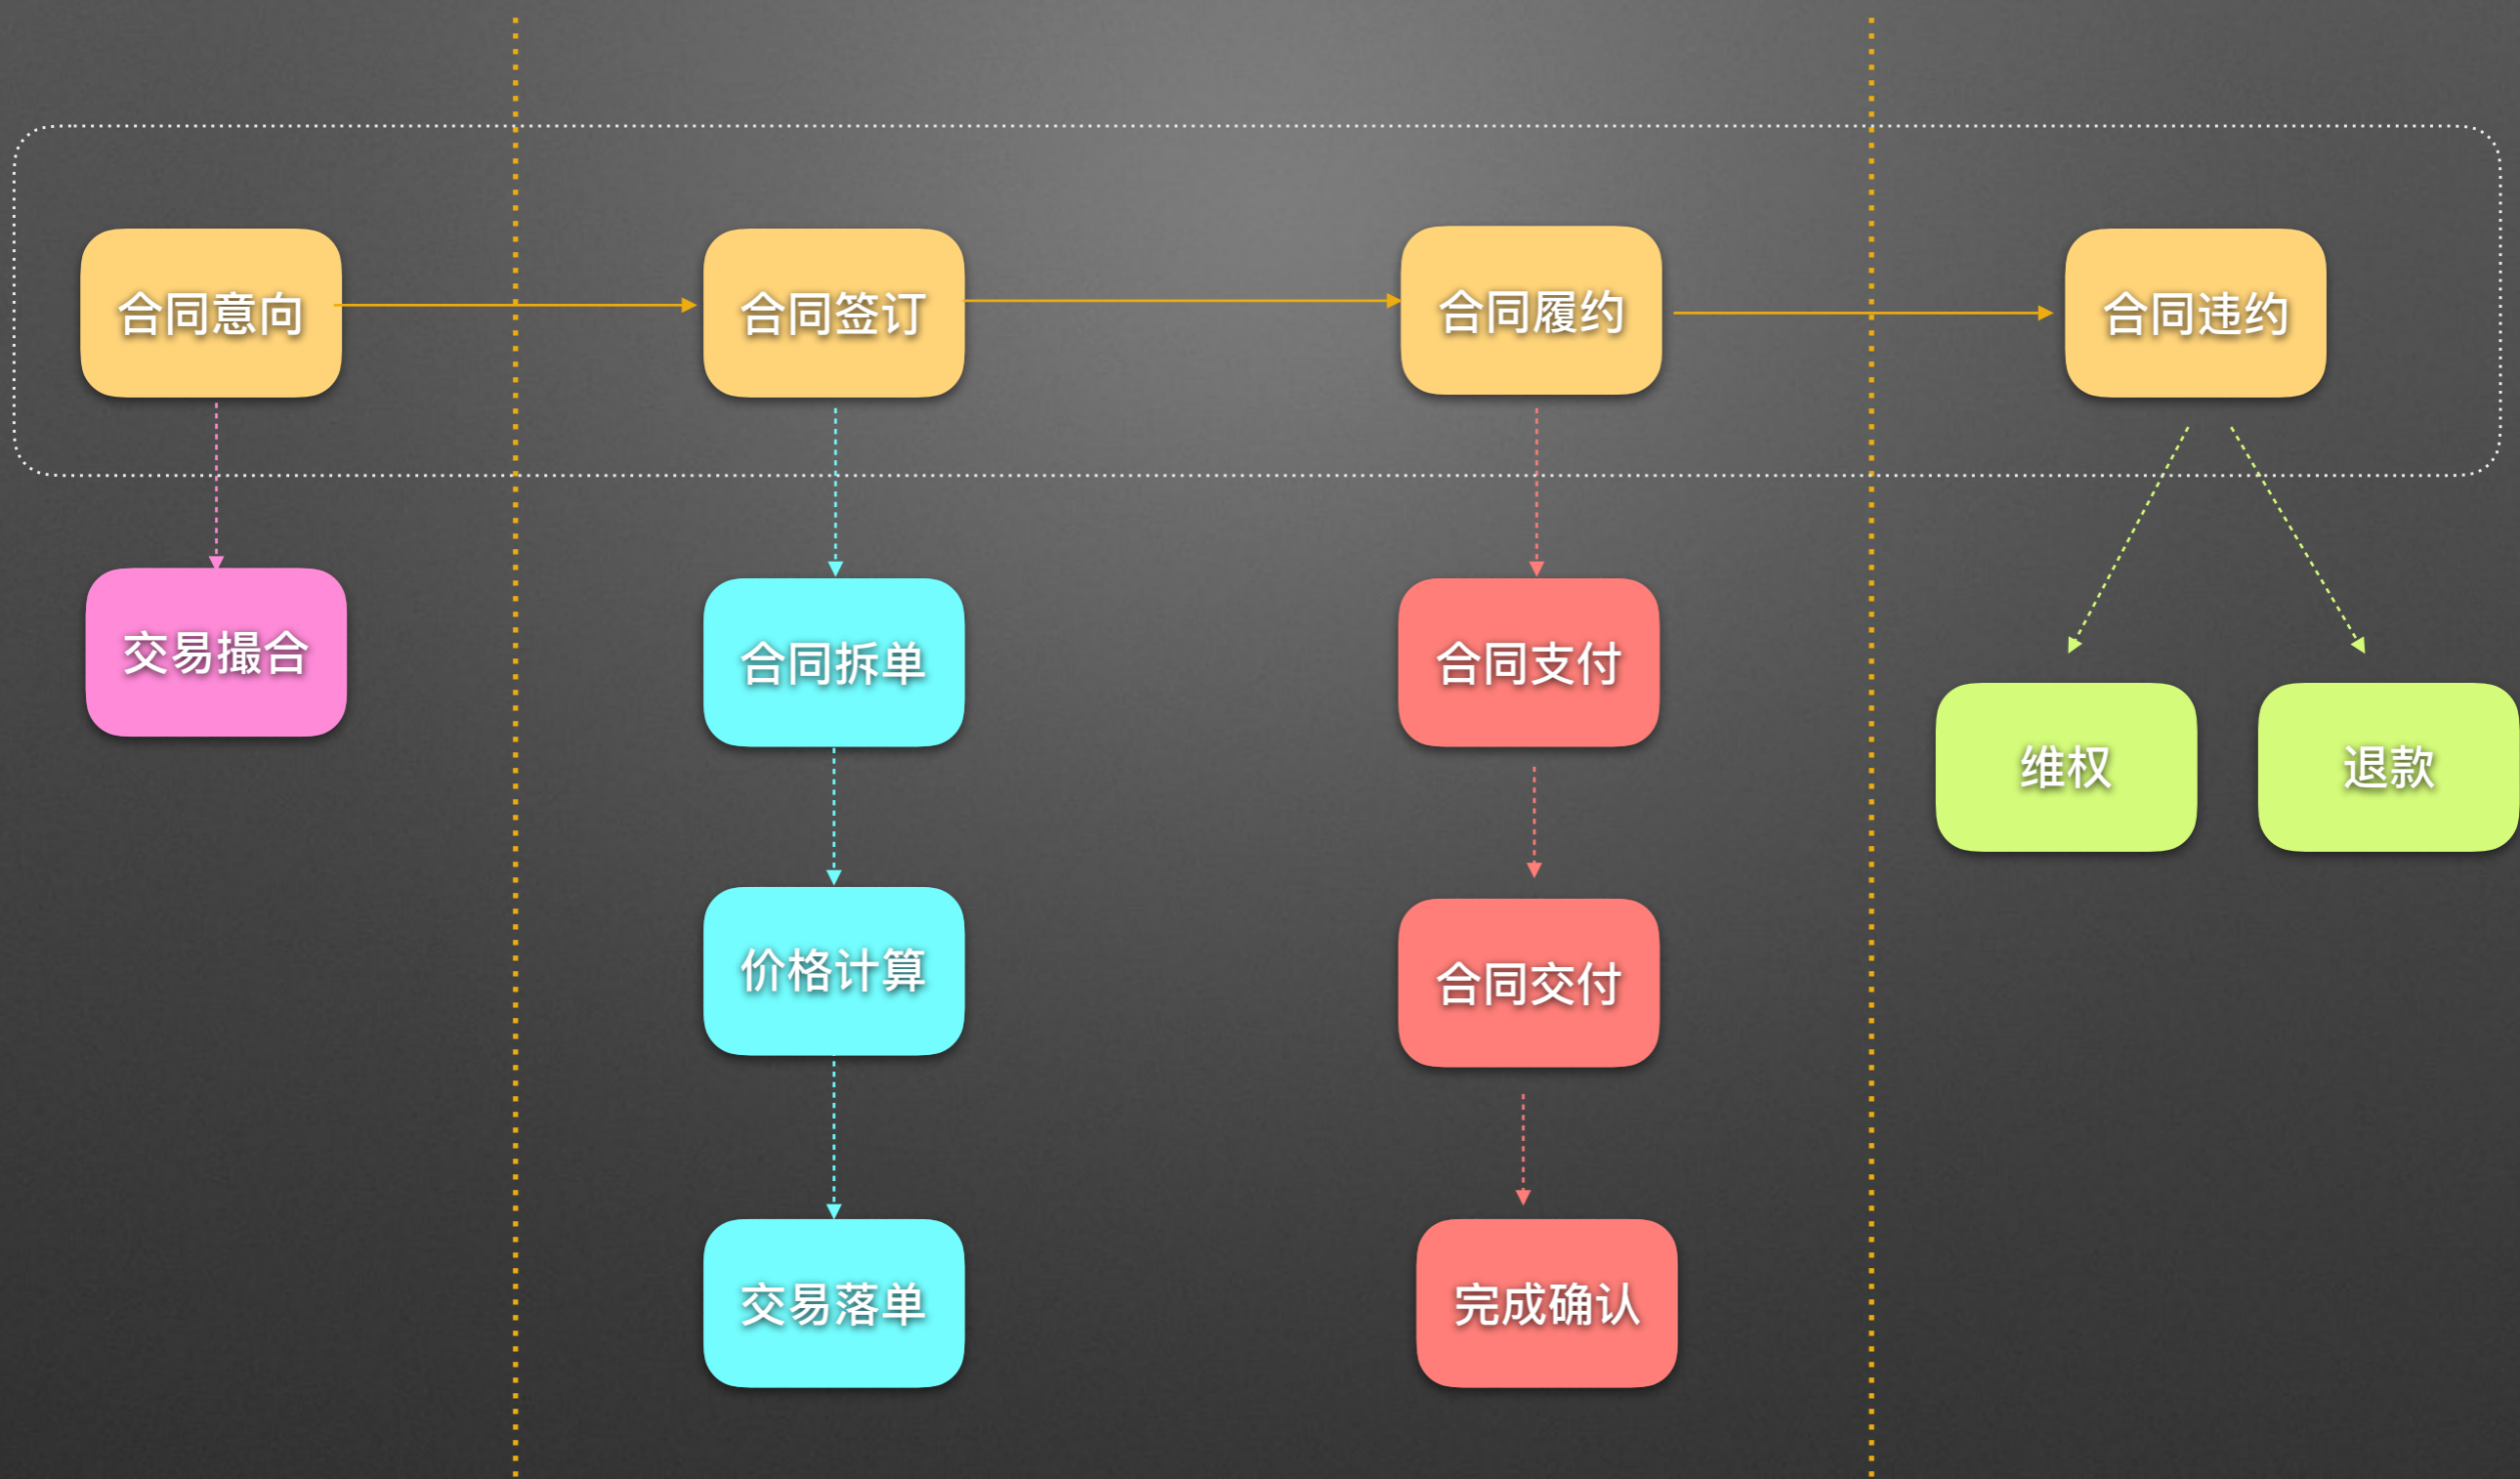 合同意向
合同签订
合同履约
合同违约
交易撮合
合同拆单
合同支付
维权
退款
价格计算
合同交付
交易落单
完成确认